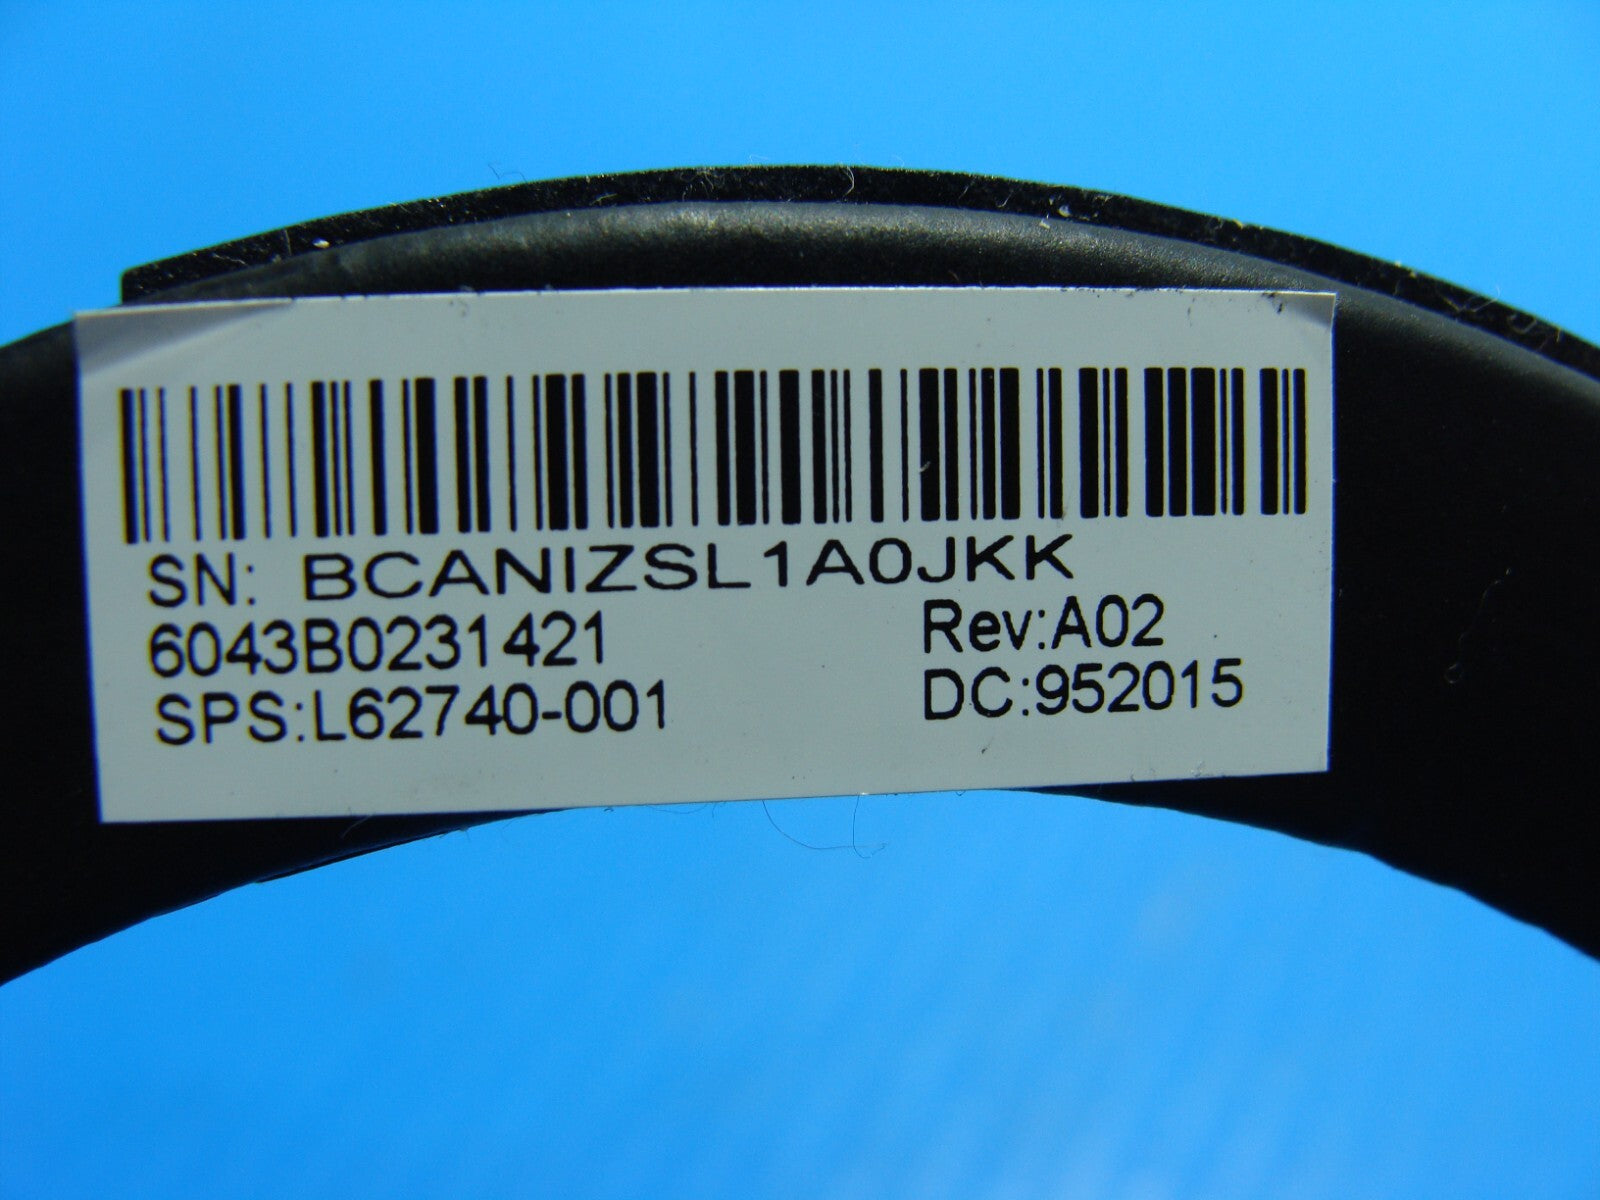 SN: BCANIZSL1A0JKK
6043B0231421 Rev:A02
SPS:L62740-001 DC:952015